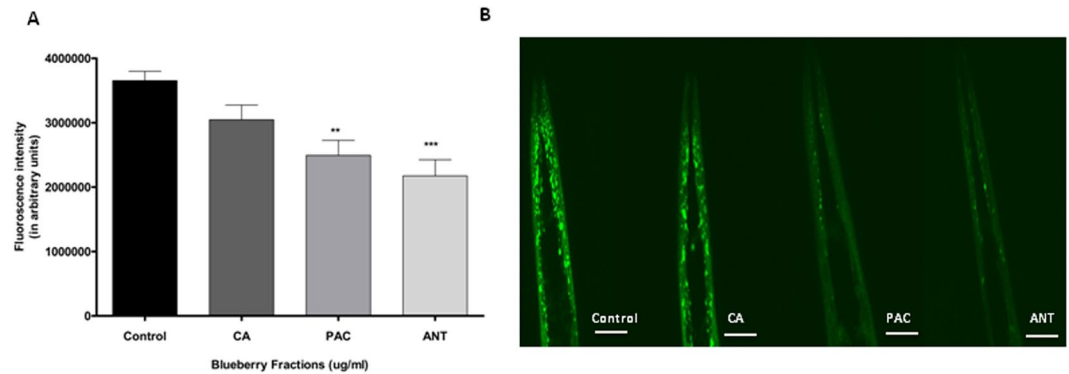 A
B
Fluoroscence intensity
(in arbitrary units)
4000000
3000000
2000000
1000000
0
**
***
Control
CA
PAC
ANT
Blueberry Fractions (ug/ml)
Control
CA
PAC
ANT